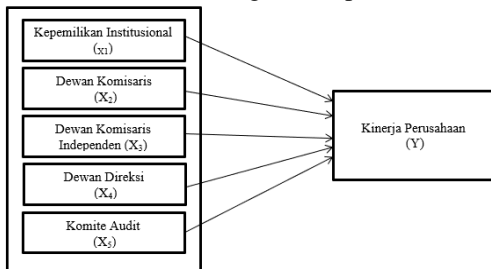 Kepemilikan Institusional
(x1)
Dewan Komisaris
(X2)
Dewan Komisaris
Independen (X3)
Dewan Direksi
(X4)
Komite Audit
(X5)
Kinerja Perusahaan
(Y)